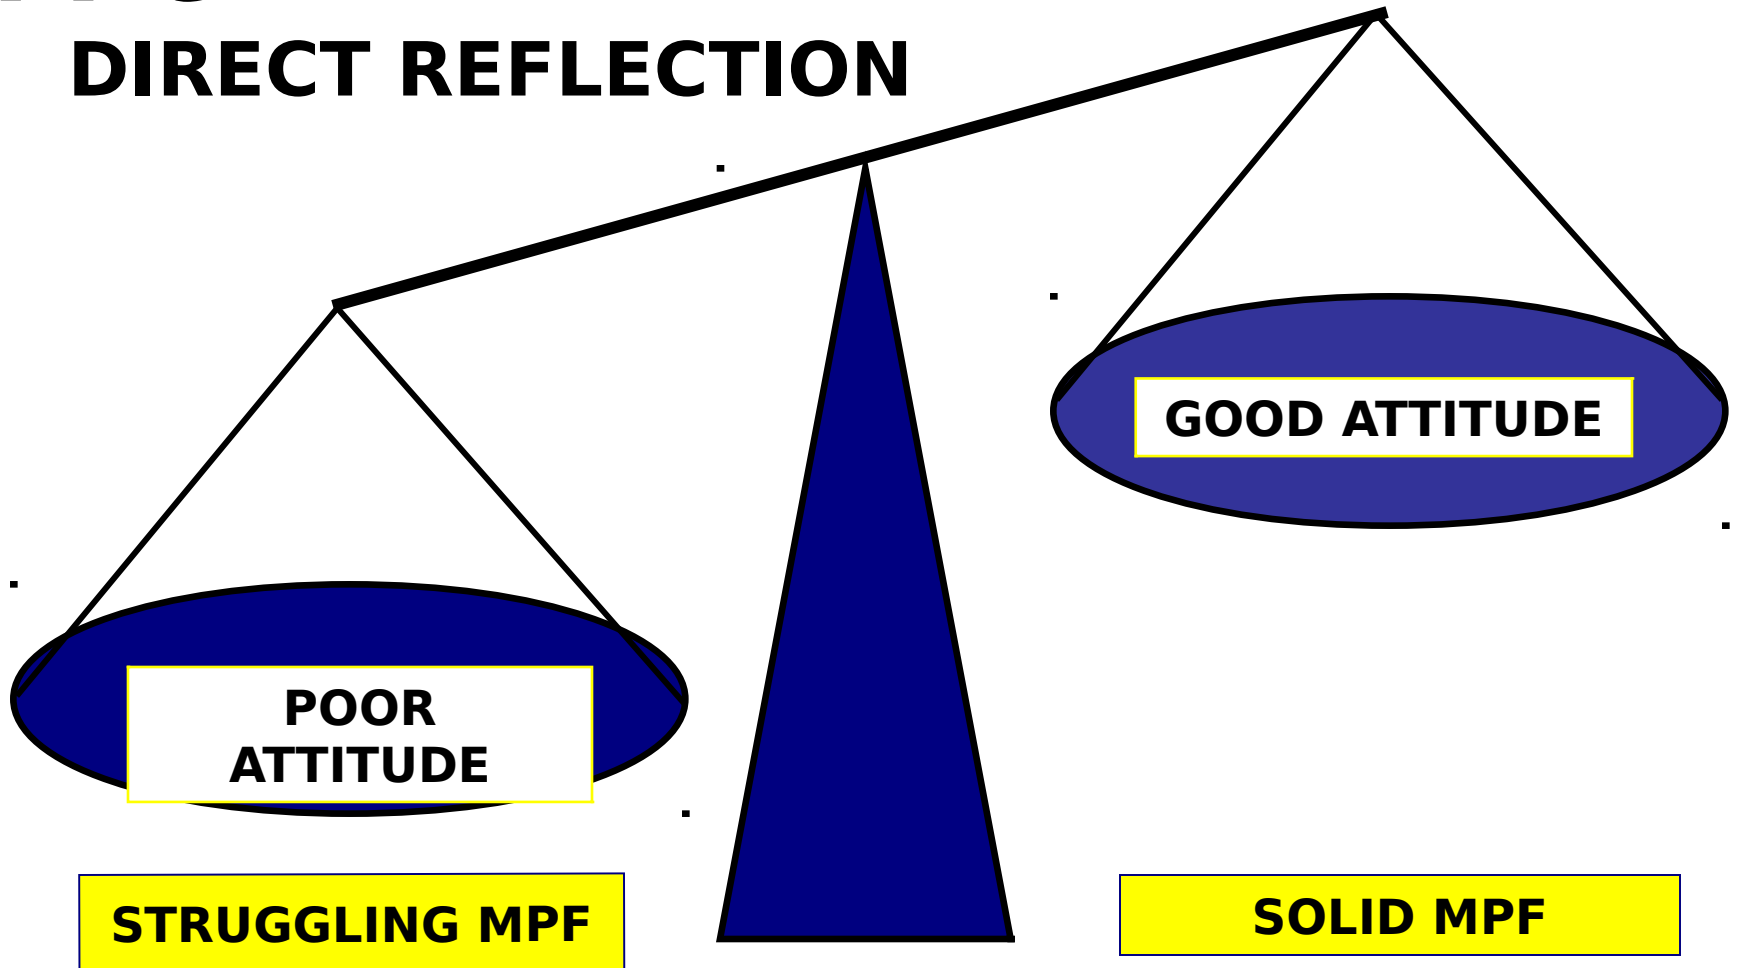 DIRECT REFLECTION
GOOD ATTITUDE
POOR
ATTITUDE
STRUGGLING MPF
SOLID MPF